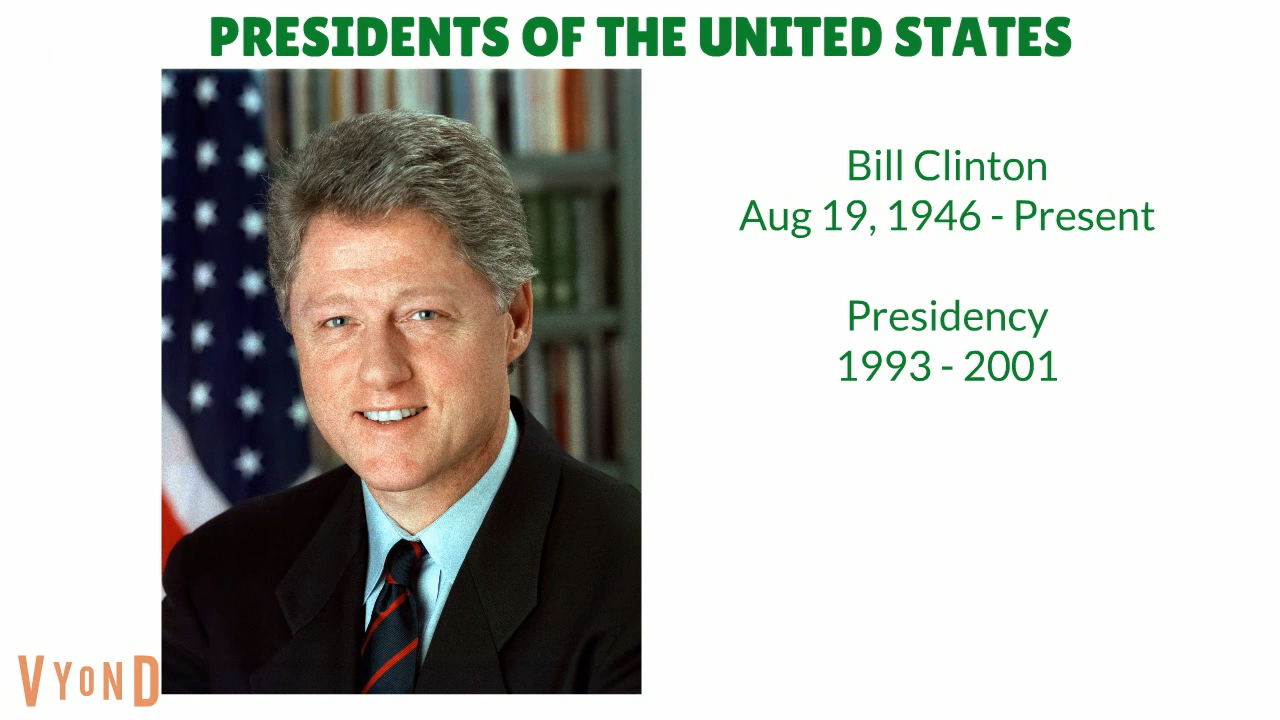 PRESIDENTS OF THE UNITED STATES
Bill Clinton
Aug 19, 1946 - Present
Presidency
1993 - 2001
VYOND